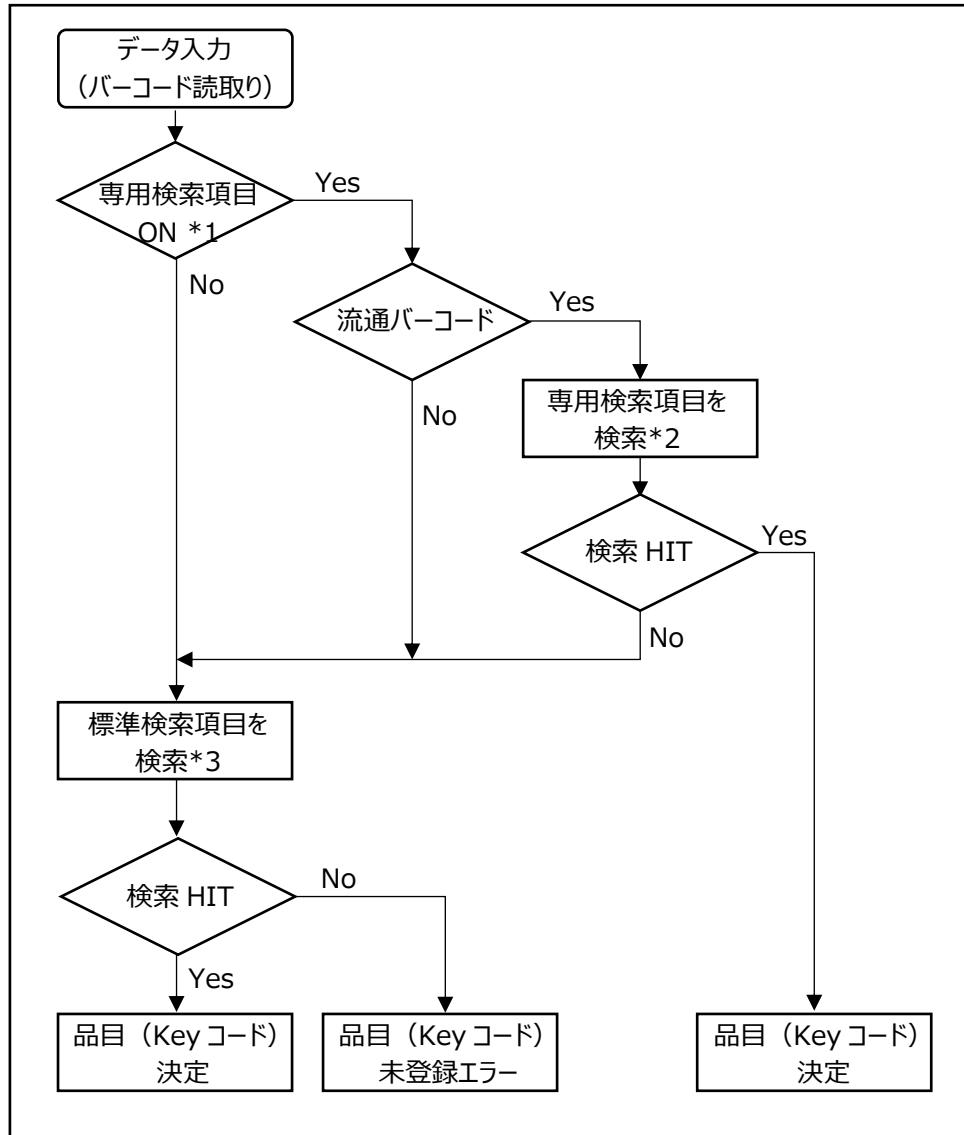 データ入力
（バーコード読取り）
専用検索項目
ON *1
Yes
No
流通バーコード
Yes
No
専用検索項目を
検索*2
検索 HIT
Yes
No
標準検索項目を
検索*3
検索 HIT
No
Yes
品目（Key コード）
決定
品目（Key コード）
未登録エラー
品目（Key コード）
決定